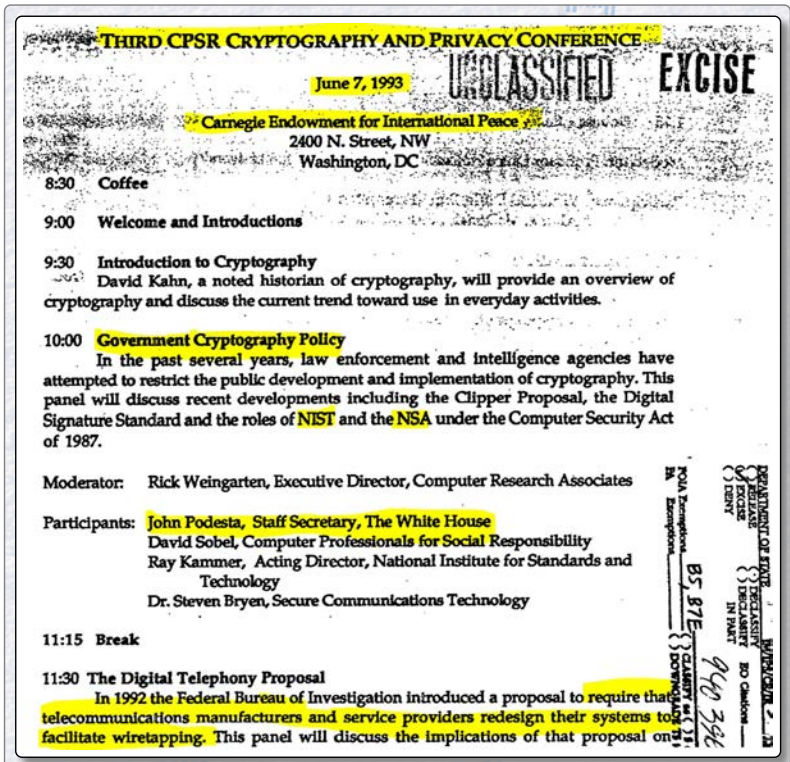 THIRD CPSR CRYPTOGRAPHY AND PRIVACY CONFERENCE
June 7, 1993
UNCLASSIFIED
EXCISE
Carnegie Endowment for International Peace
2400 N. Street, NW
Washington, DC
8:30 Coffee
9:00 Welcome and Introductions
9:30 Introduction to Cryptography
David Kahn, a noted historian of cryptography, will provide an overview of
cryptography and discuss the current trend toward use in everyday activities.
10:00 Government Cryptography Policy
In the past several years, law enforcement and intelligence agencies have
attempted to restrict the public development and implementation of cryptography. This
panel will discuss recent developments including the Clipper Proposal, the Digital
Signature Standard and the roles of NIST and the NSA under the Computer Security Act
of 1987.
Moderator: Rick Weingarten, Executive Director, Computer Research Associates
Participants: John Podesta, Staff Secretary, The White House
David Sobel, Computer Professionals for Social Responsibility
Ray Kammer, Acting Director, National Institute for Standards and
Technology
Dr. Steven Bryen, Secure Communications Technology
11:15 Break
11:30 The Digital Telephony Proposal
In 1992 the Federal Bureau of Investigation introduced a proposal to require that
telecommunications manufacturers and service providers redesign their systems to
facilitate wiretapping. This panel will discuss the implications of that proposal on
DEPARTMENT OF STATE
( ) RELEASE ( ) DECLASSIFY
(✓) EXCISE ( ) DECLASSIFY
( ) DENY IN PART
EO Citations
FOIA Exemptions B5, B7E
PA Exemptions
( ) CLASSIFY as
( ) DOWNGRADE TS